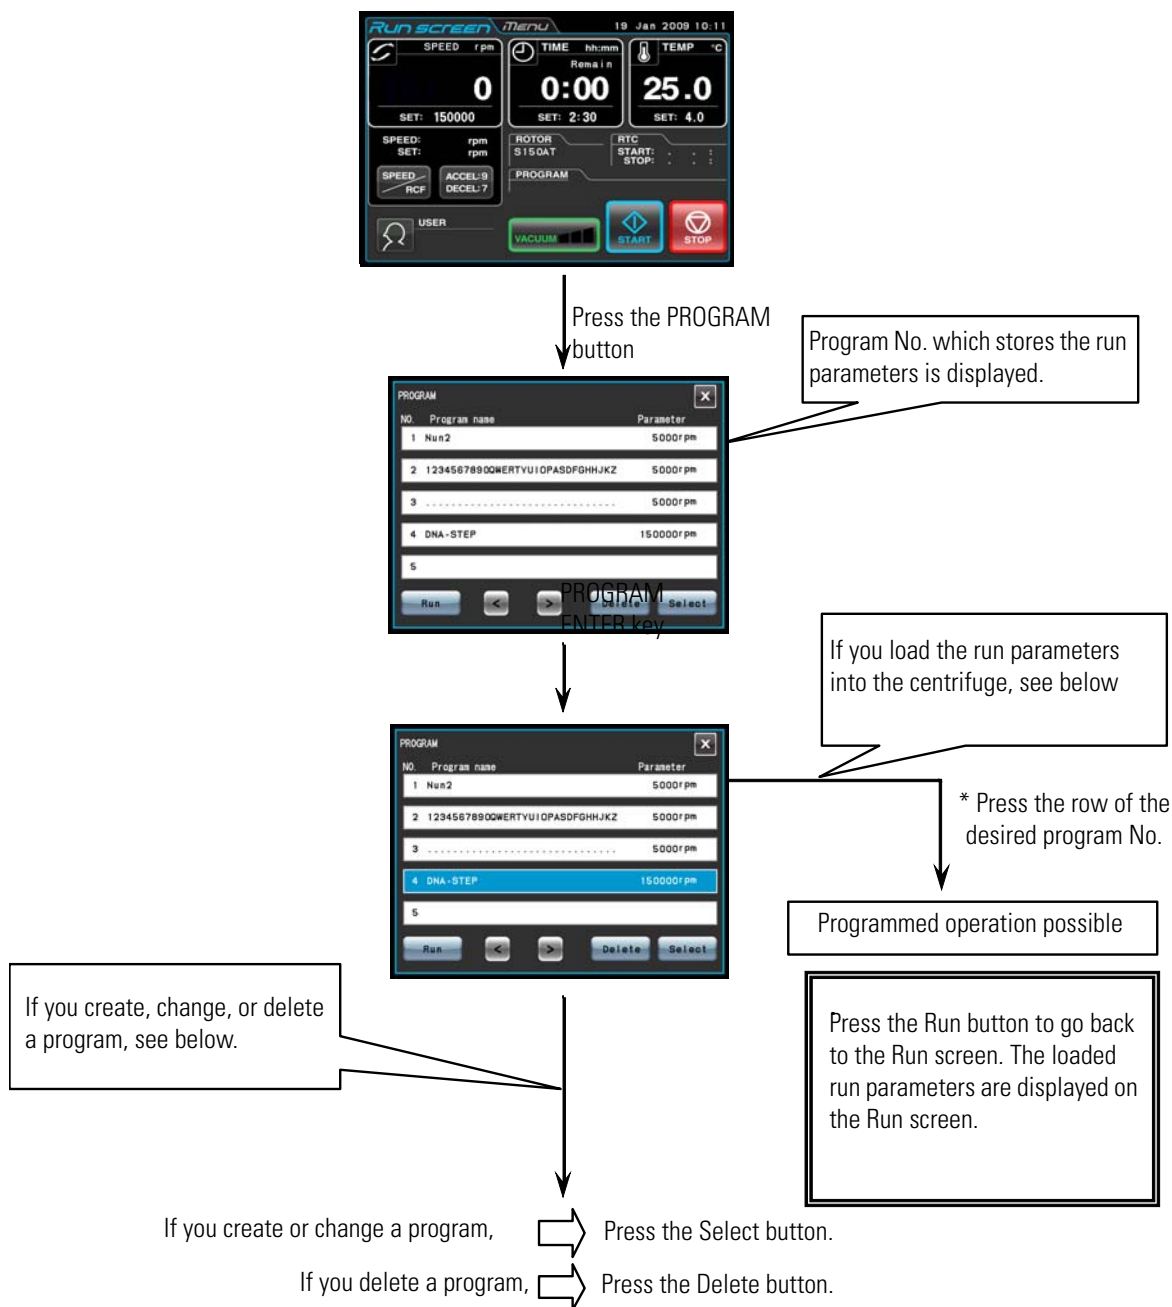 Run screen Menu 19 Jan 2009 10:11
SPEED rpm TIME hh:mm TEMP °C
Remain
0 0:00 25.0
SET: 150000 SET: 2:30 SET: 4.0
SPEED: rpm ROTOR RTC
SET: rpm S150AT START: . . :
STOP: . . :
SPEED ACCEL:9 PROGRAM
RCF DECEL:7
USER
VACUUM START STOP
Press the PROGRAM
button
Program No. which stores the run
parameters is displayed.
PROGRAM X
NO. Program name Parameter
1 Nun2 5000rpm
2 1234567890QWERTYUIOPASDFGHHJKZ 5000rpm
3 .............................. 5000rpm
4 DNA-STEP 150000rpm
5
Run < > Delete Select
PROGRAM
ENTER key
If you load the run parameters
into the centrifuge, see below
PROGRAM X
NO. Program name Parameter
1 Nun2 5000rpm
2 1234567890QWERTYUIOPASDFGHHJKZ 5000rpm
3 .............................. 5000rpm
4 DNA-STEP 150000rpm
5
Run < > Delete Select
* Press the row of the
desired program No.
Programmed operation possible
Press the Run button to go back
to the Run screen. The loaded
run parameters are displayed on
the Run screen.
If you create, change, or delete
a program, see below.
If you create or change a program, Press the Select button.
If you delete a program, Press the Delete button.